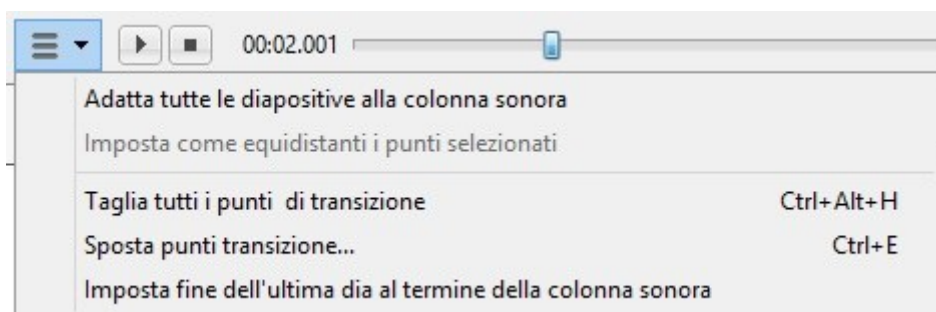 00:02.001
Adatta tutte le diapositive alla colonna sonora
Imposta come equidistanti i punti selezionati
Taglia tutti i punti  di transizione Ctrl+Alt+H
Sposta punti transizione... Ctrl+E
Imposta fine dell'ultima dia al termine della colonna sonora